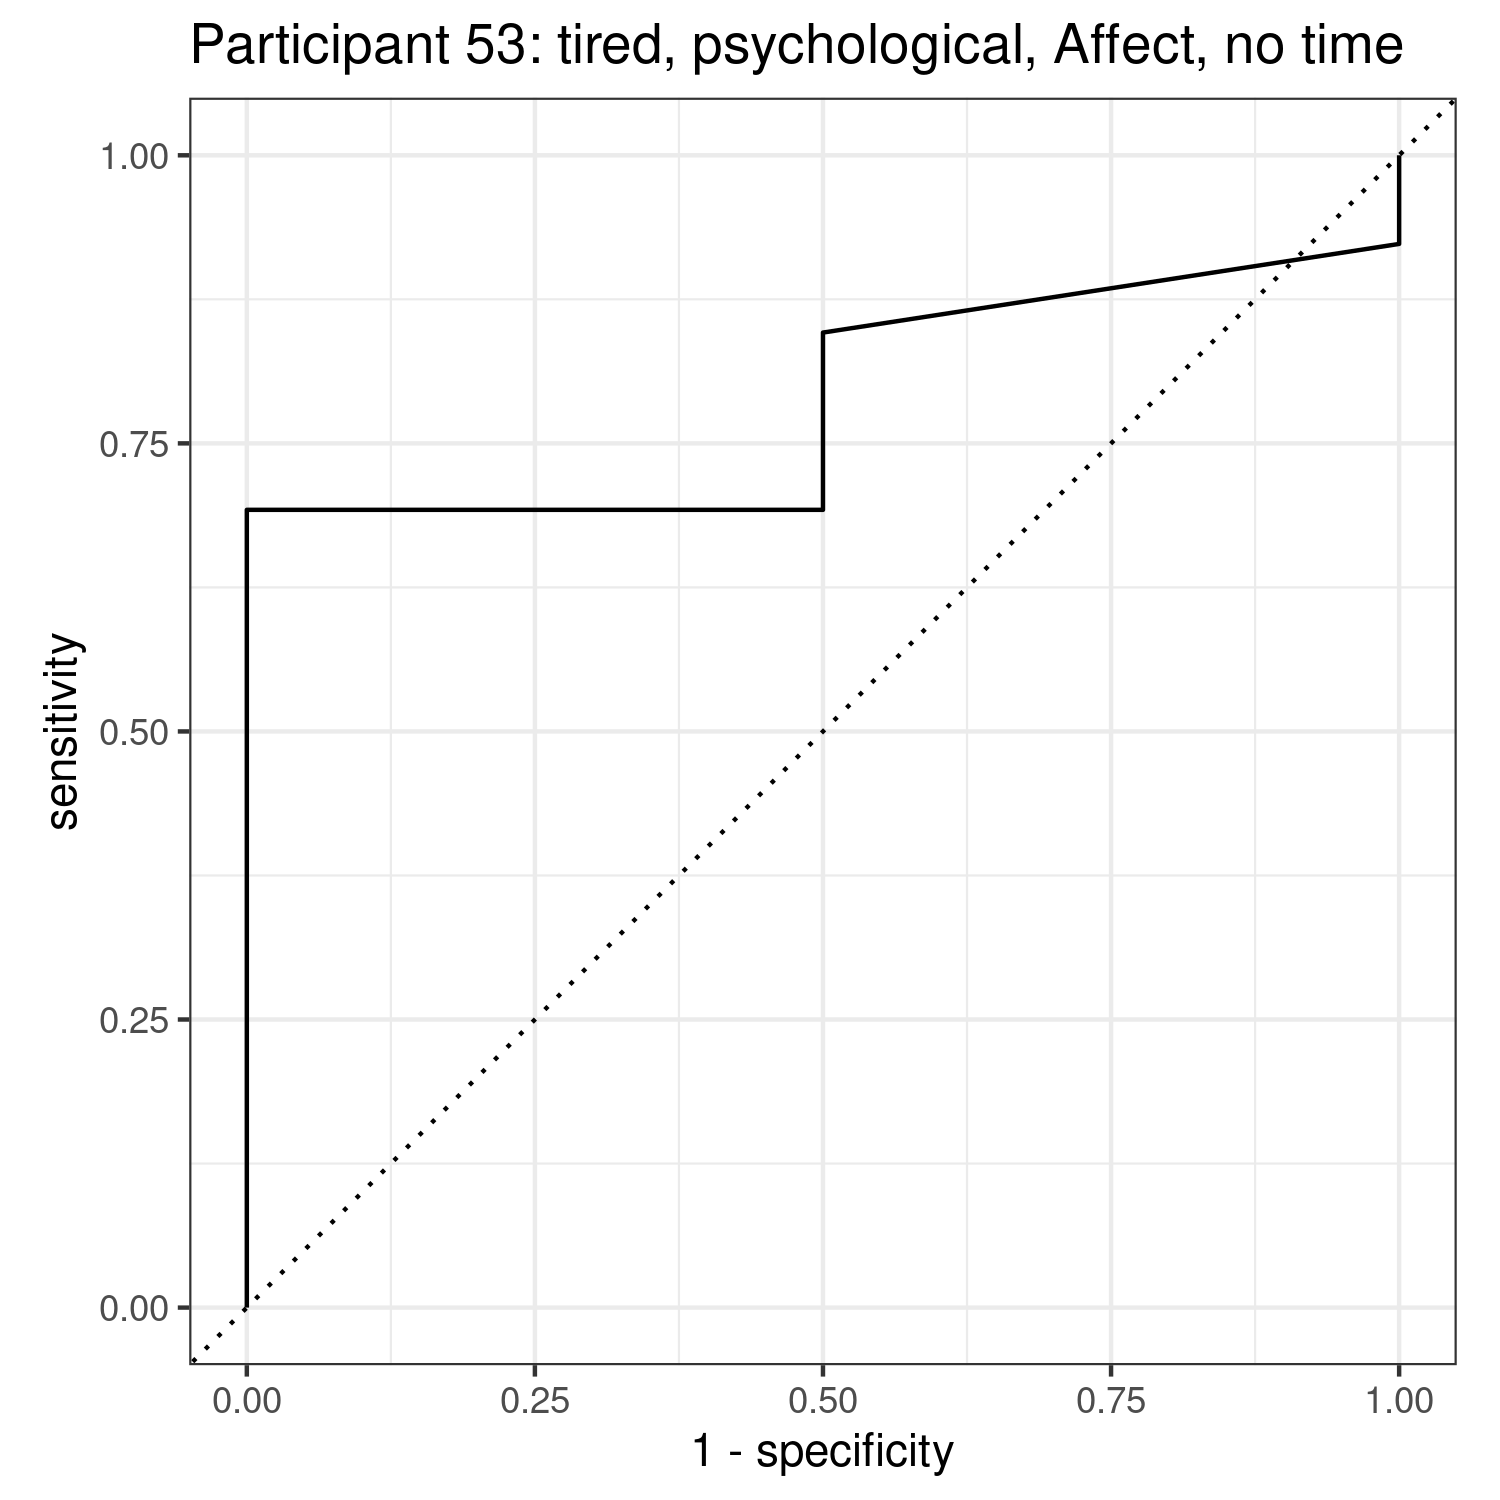 Participant 53: tired, psychological, Affect, no time
1.00
0.75
0.50
0.25
0.00
sensitivity
0.00 0.25 0.50 0.75 1.00
1 - specificity